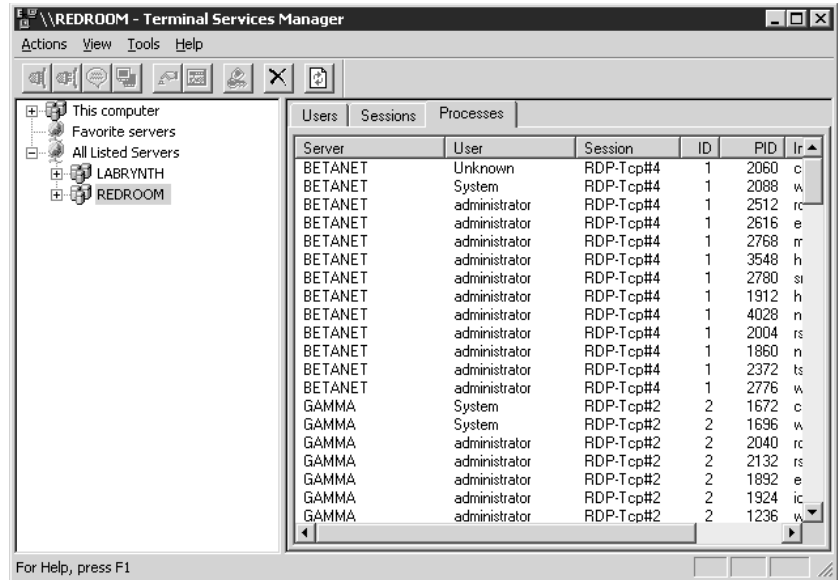 \\REDROOM - Terminal Services Manager
Actions View Tools Help
This computer
Favorite servers
All Listed Servers
LABRYNTH
REDROOM
Users Sessions Processes
Server User Session ID PID
BETANET Unknown RDP-Tcp#4 1 2060
BETANET System RDP-Tcp#4 1 2088
BETANET administrator RDP-Tcp#4 1 2512
BETANET administrator RDP-Tcp#4 1 2616
BETANET administrator RDP-Tcp#4 1 2768
BETANET administrator RDP-Tcp#4 1 3548
BETANET administrator RDP-Tcp#4 1 2780
BETANET administrator RDP-Tcp#4 1 1912
BETANET administrator RDP-Tcp#4 1 4028
BETANET administrator RDP-Tcp#4 1 2004
BETANET administrator RDP-Tcp#4 1 1860
BETANET administrator RDP-Tcp#4 1 2372
BETANET administrator RDP-Tcp#4 1 2776
GAMMA System RDP-Tcp#2 2 1672
GAMMA System RDP-Tcp#2 2 1696
GAMMA administrator RDP-Tcp#2 2 2040
GAMMA administrator RDP-Tcp#2 2 2132
GAMMA administrator RDP-Tcp#2 2 1892
GAMMA administrator RDP-Tcp#2 2 1924
GAMMA administrator RDP-Tcp#2 2 1236
For Help, press F1